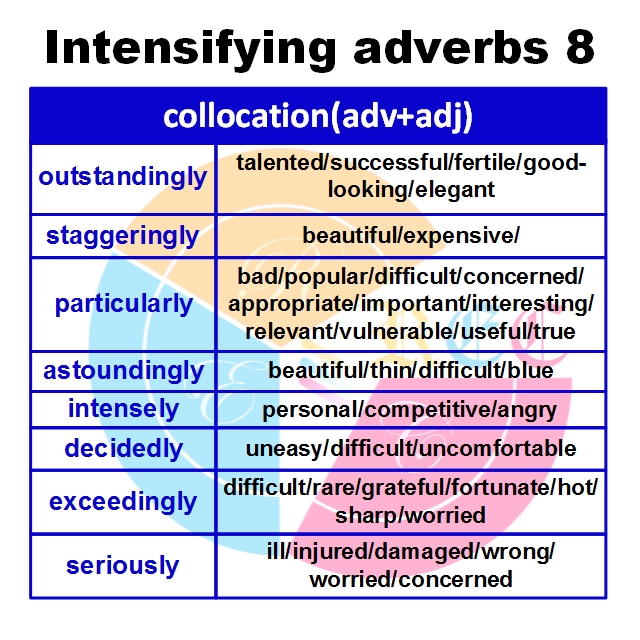 Intensifying adverbs 8
collocation(adv+adj)
outstandingly
talented/successful/fertile/good-
looking/elegant
staggeringly
beautiful/expensive/
particularly
bad/popular/difficult/concerned/
appropriate/important/interesting/
relevant/vulnerable/useful/true
astoundingly
beautiful/thin/difficult/blue
intensely
personal/competitive/angry
decidedly
uneasy/difficult/uncomfortable
exceedingly
difficult/rare/grateful/fortunate/hot/
sharp/worried
seriously
ill/injured/damaged/wrong/
worried/concerned